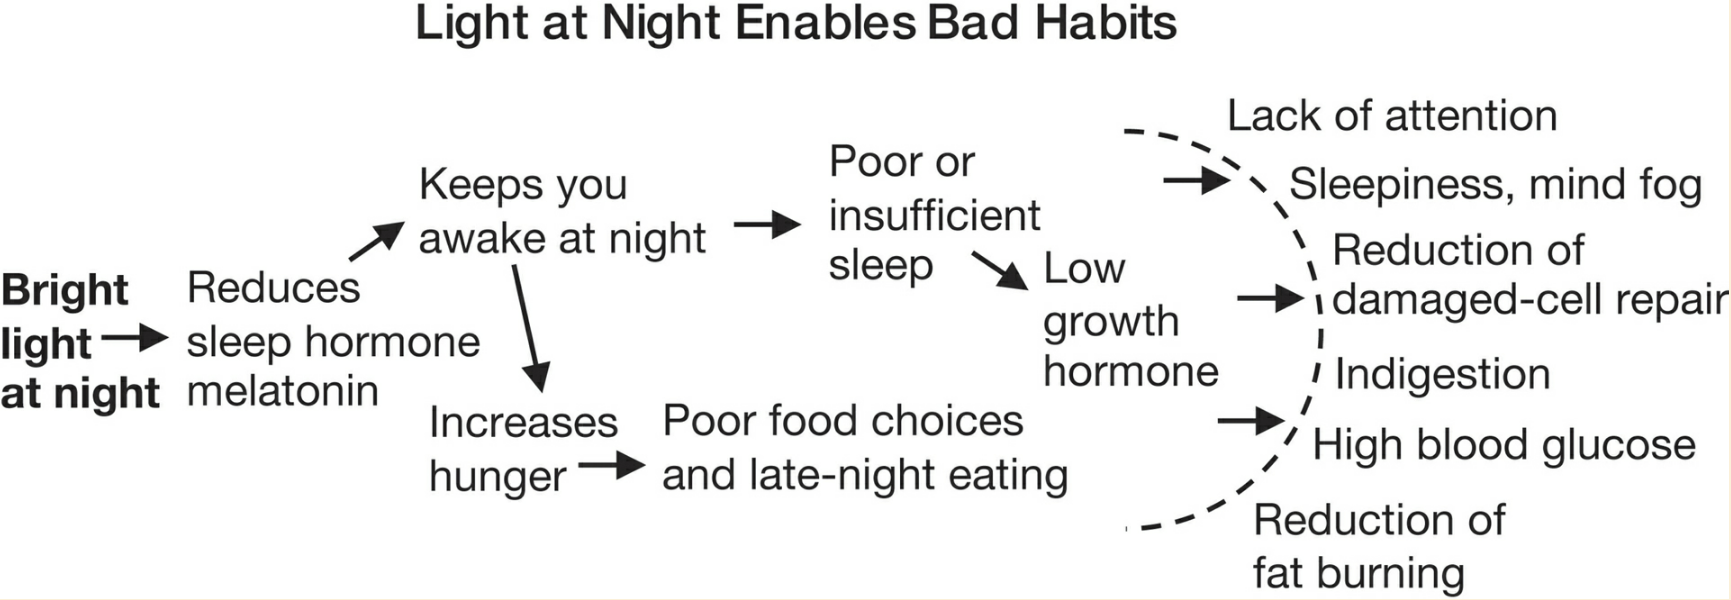 Light at Night Enables Bad Habits
Bright
light
at night
Reduces
sleep hormone
melatonin
Keeps you
awake at night
Increases
hunger
Poor or
insufficient
sleep
Low
growth
hormone
Poor food choices
and late-night eating
Lack of attention
Sleepiness, mind fog
Reduction of
damaged-cell repair
Indigestion
High blood glucose
Reduction of
fat burning